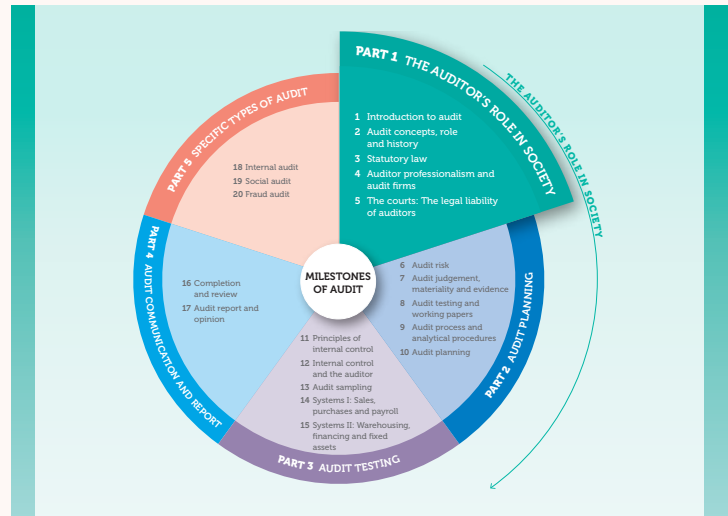 PART 1 THE AUDITOR'S ROLE IN SOCIETY
1 Introduction to audit
2 Audit concepts, role
and history
3 Statutory law
4 Auditor professionalism and
audit firms
5 The courts: The legal liability
of auditors
THE AUDITOR'S ROLE IN SOCIETY
PART 2 AUDIT PLANNING
6 Audit risk
7 Audit judgement,
materiality and evidence
8 Audit testing and
working papers
9 Audit process and
analytical procedures
10 Audit planning
PART 3 AUDIT TESTING
11 Principles of
internal control
12 Internal control
and the auditor
13 Audit sampling
14 Systems I: Sales,
purchases and payroll
15 Systems II: Warehousing,
financing and fixed
assets
PART 4 AUDIT COMMUNICATION AND REPORT
16 Completion
and review
17 Audit report and
opinion
PART 5 SPECIFIC TYPES OF AUDIT
18 Internal audit
19 Social audit
20 Fraud audit
MILESTONES
OF AUDIT